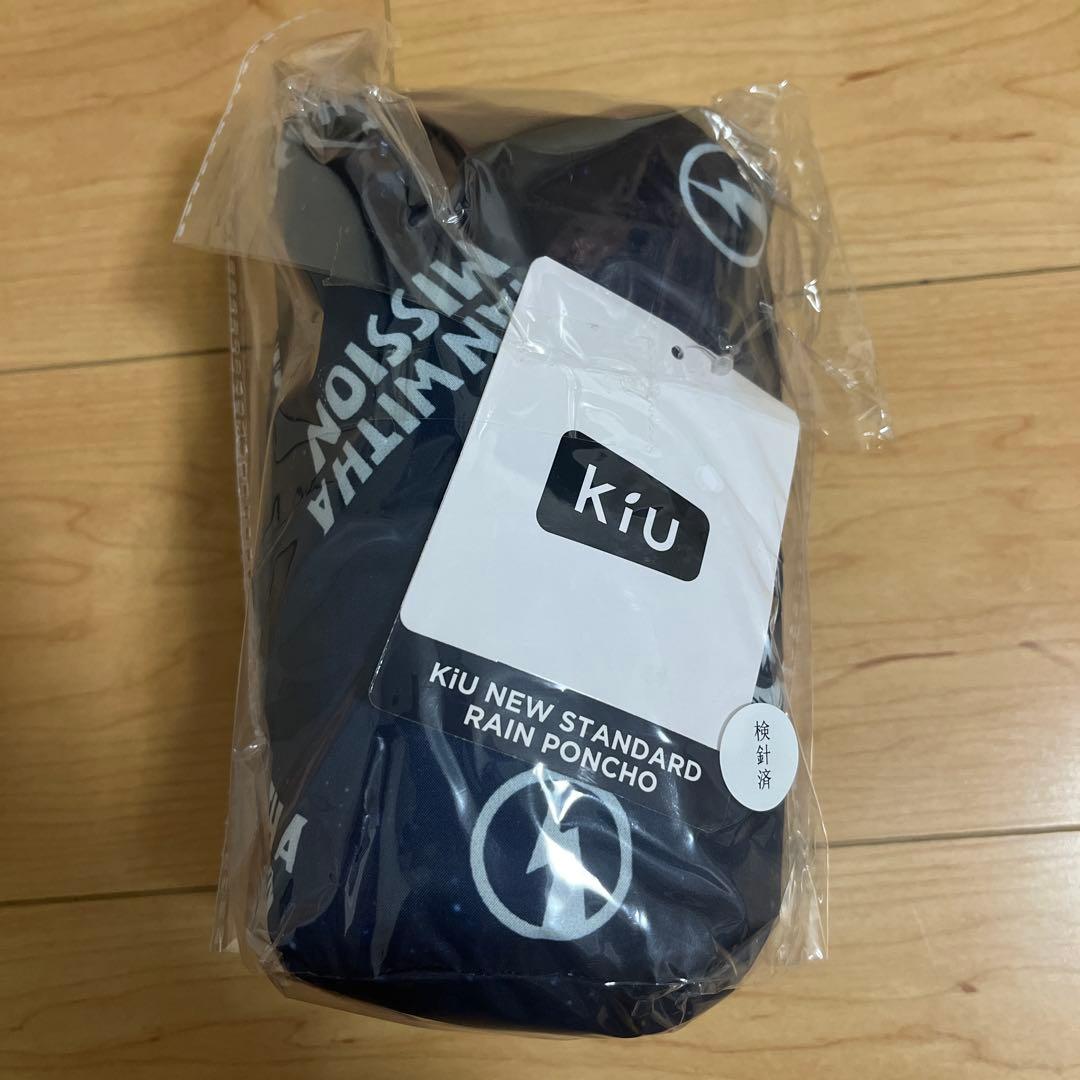 MAN WITH A
MISSION
KiU
KiU NEW STANDARD
RAIN PONCHO
検針済